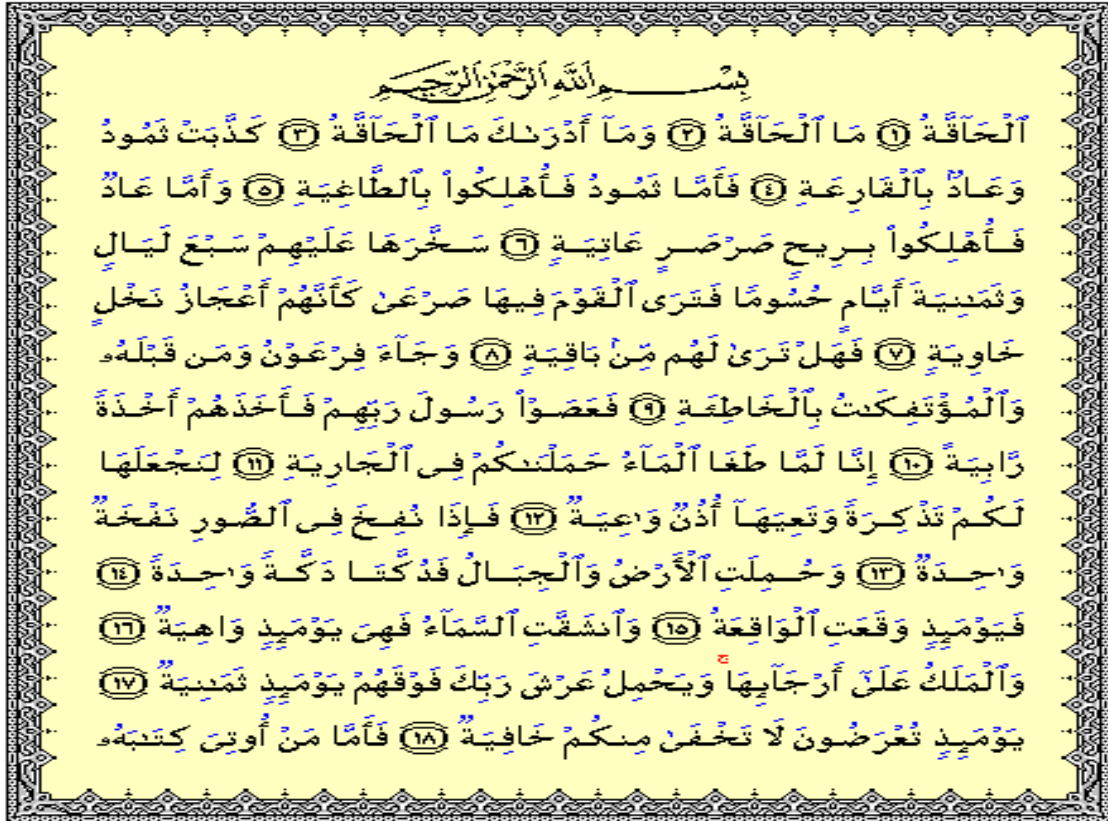 بِسْمِ ٱللَّهِ ٱلرَّحْمَٰنِ ٱلرَّحِيمِ
ٱلْحَآقَّةُ ١ مَا ٱلْحَآقَّةُ ٢ وَمَآ أَدْرَىٰكَ مَا ٱلْحَآقَّةُ ٣ كَذَّبَتْ ثَمُودُ
وَعَادٌۢ بِٱلْقَارِعَةِ ٤ فَأَمَّا ثَمُودُ فَأُهْلِكُوا۟ بِٱلطَّاغِيَةِ ٥ وَأَمَّا عَادٌ
فَأُهْلِكُوا۟ بِرِيحٍ صَرْصَرٍ عَاتِيَةٍ ٦ سَخَّرَهَا عَلَيْهِمْ سَبْعَ لَيَالٍ
وَثَمَٰنِيَةَ أَيَّامٍ حُسُومًا فَتَرَى ٱلْقَوْمَ فِيهَا صَرْعَىٰ كَأَنَّهُمْ أَعْجَازُ نَخْلٍ
خَاوِيَةٍ ٧ فَهَلْ تَرَىٰ لَهُم مِّنۢ بَاقِيَةٍ ٨ وَجَآءَ فِرْعَوْنُ وَمَن قَبْلَهُۥ
وَٱلْمُؤْتَفِكَٰتُ بِٱلْخَاطِئَةِ ٩ فَعَصَوْا۟ رَسُولَ رَبِّهِمْ فَأَخَذَهُمْ أَخْذَةً
رَّابِيَةً ١٠ إِنَّا لَمَّا طَغَا ٱلْمَآءُ حَمَلْنَٰكُمْ فِى ٱلْجَارِيَةِ ١١ لِنَجْعَلَهَا
لَكُمْ تَذْكِرَةً وَتَعِيَهَآ أُذُنٌ وَٰعِيَةٌ ١٢ فَإِذَا نُفِخَ فِى ٱلصُّورِ نَفْخَةٌ
وَٰحِدَةٌ ١٣ وَحُمِلَتِ ٱلْأَرْضُ وَٱلْجِبَالُ فَدُكَّتَا دَكَّةً وَٰحِدَةً ١٤
فَيَوْمَئِذٍ وَقَعَتِ ٱلْوَاقِعَةُ ١٥ وَٱنشَقَّتِ ٱلسَّمَآءُ فَهِىَ يَوْمَئِذٍ وَاهِيَةٌ ١٦
وَٱلْمَلَكُ عَلَىٰٓ أَرْجَآئِهَا ۚ وَيَحْمِلُ عَرْشَ رَبِّكَ فَوْقَهُمْ يَوْمَئِذٍ ثَمَٰنِيَةٌ ١٧
يَوْمَئِذٍ تُعْرَضُونَ لَا تَخْفَىٰ مِنكُمْ خَافِيَةٌ ١٨ فَأَمَّا مَنْ أُوتِىَ كِتَٰبَهُۥ